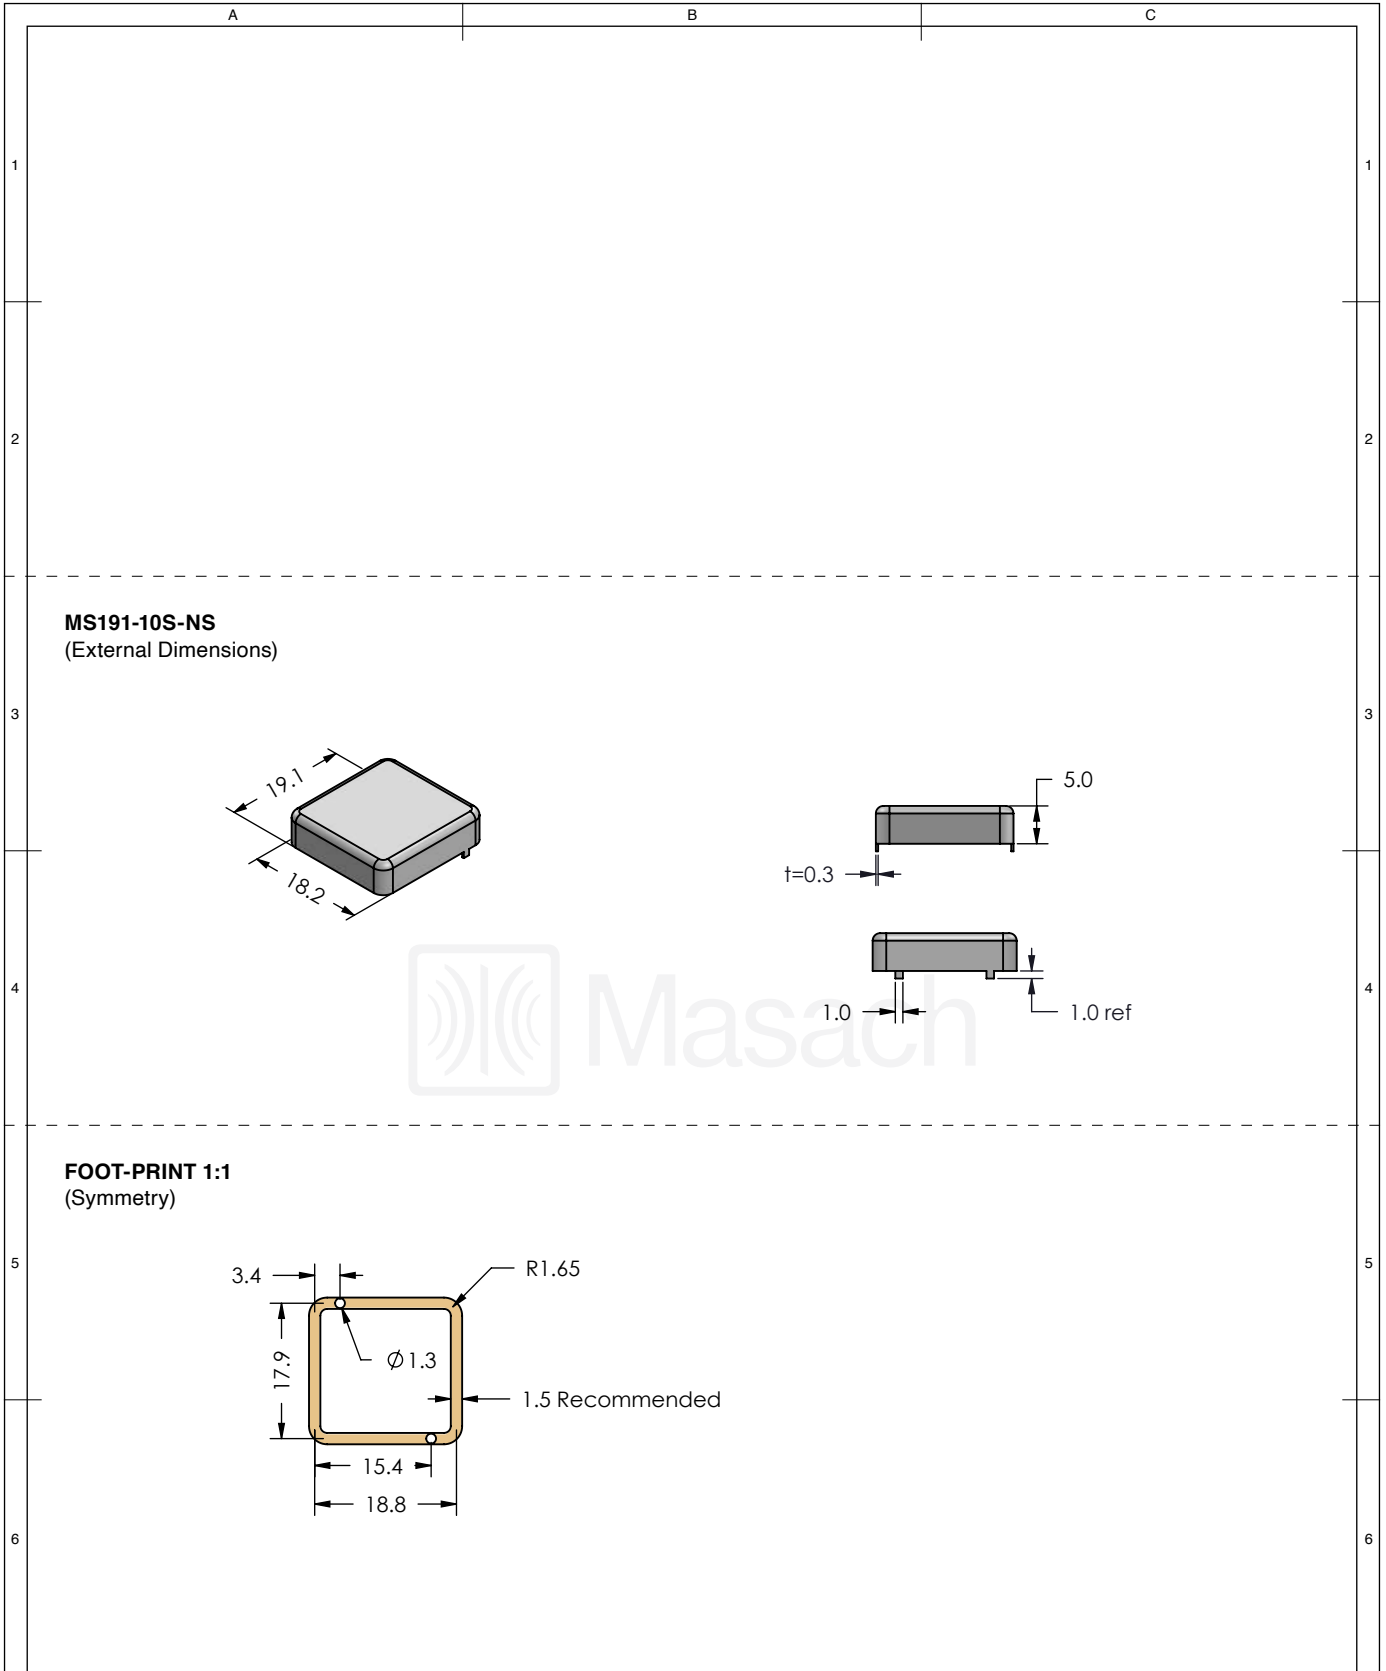 A B C
1 1
2 2
MS191-10S-NS
(External Dimensions)
3 3
19.1
18.2
5.0
t=0.3
4 4
Masach
1.0
1.0 ref
FOOT-PRINT 1:1
(Symmetry)
5 5
3.4
R1.65
17.9
Ø1.3
1.5 Recommended
15.4
18.8
6 6